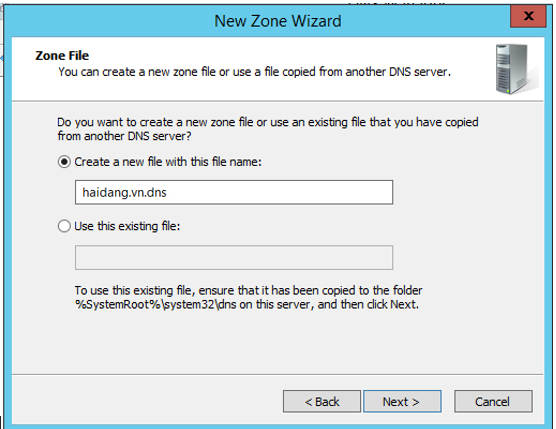 New Zone Wizard
x
Zone File
You can create a new zone file or use a file copied from another DNS server.
Do you want to create a new zone file or use an existing file that you have copied
from another DNS server?
Create a new file with this file name:
haidang.vn.dns
Use this existing file:
To use this existing file, ensure that it has been copied to the folder
%SystemRoot%\system32\dns on this server, and then click Next.
< Back Next > Cancel